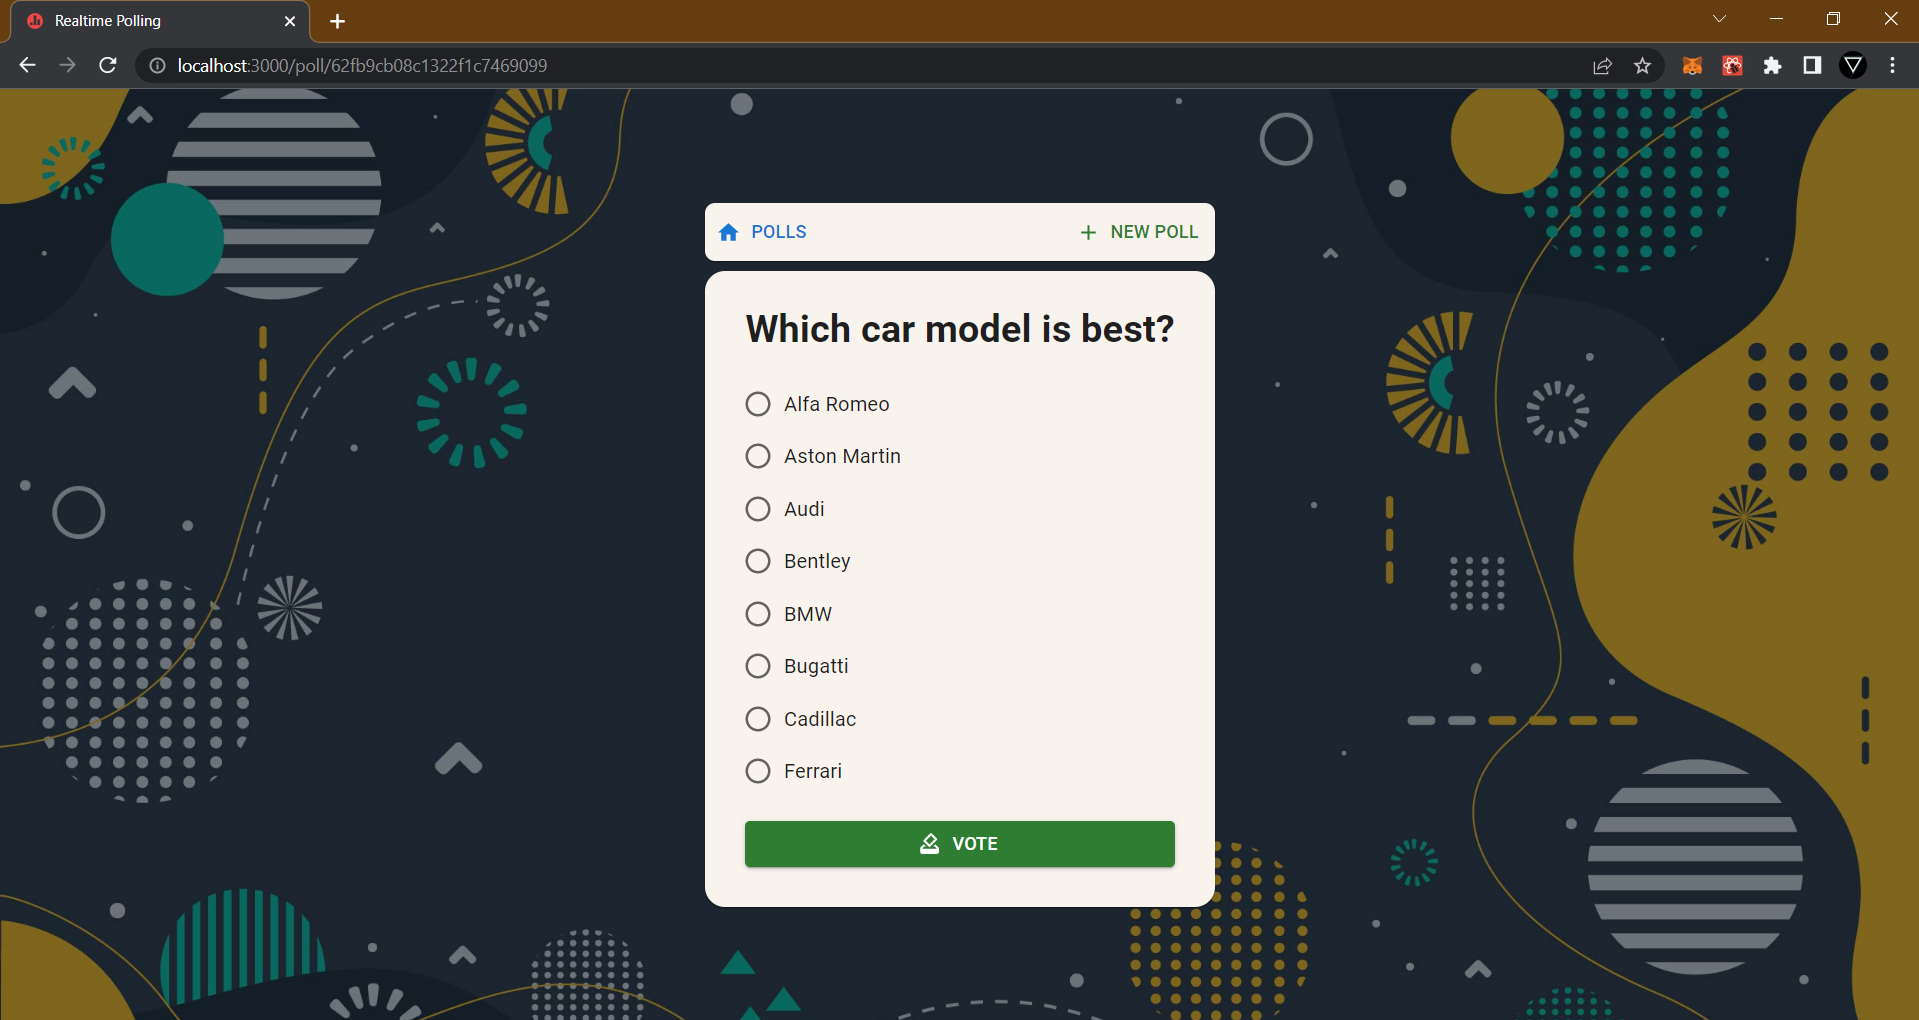 Realtime Polling
localhost:3000/poll/62fb9cb08c1322f1c7469099
POLLS
NEW POLL
Which car model is best?
Alfa Romeo
Aston Martin
Audi
Bentley
BMW
Bugatti
Cadillac
Ferrari
VOTE